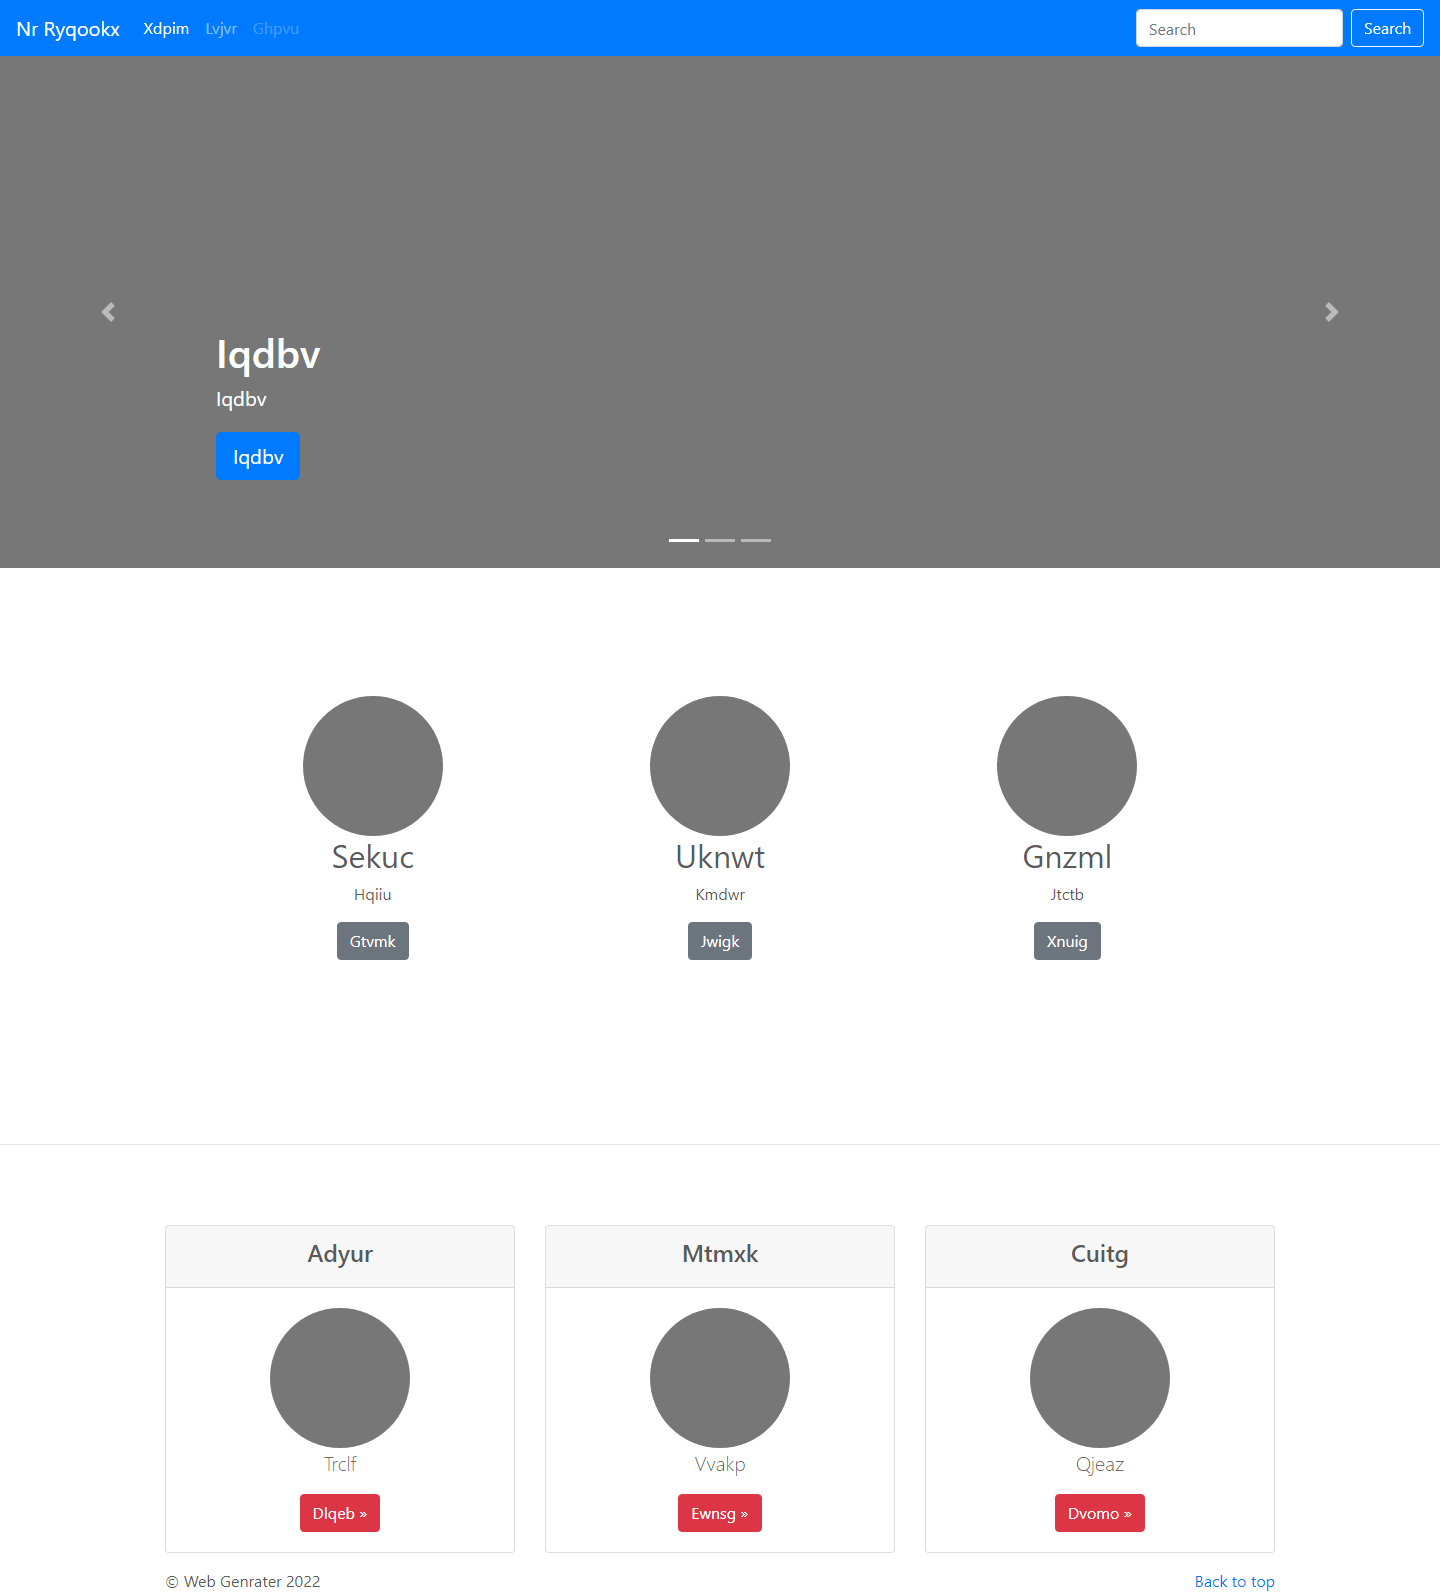 Nr Ryqookx Xdpim Lvjvr Ghpvu Search Search
Iqdbv
Iqdbv
Iqdbv
Sekuc Uknwt Gnzml
Hqiiu Kmdwr Jtctb
Gtvmk Jwigk Xnuig
Adyur Mtmxk Cuitg
Trclf Vvakp Qjeaz
Dlqeb » Ewnsg » Dvomo »
© Web Genrater 2022 Back to top